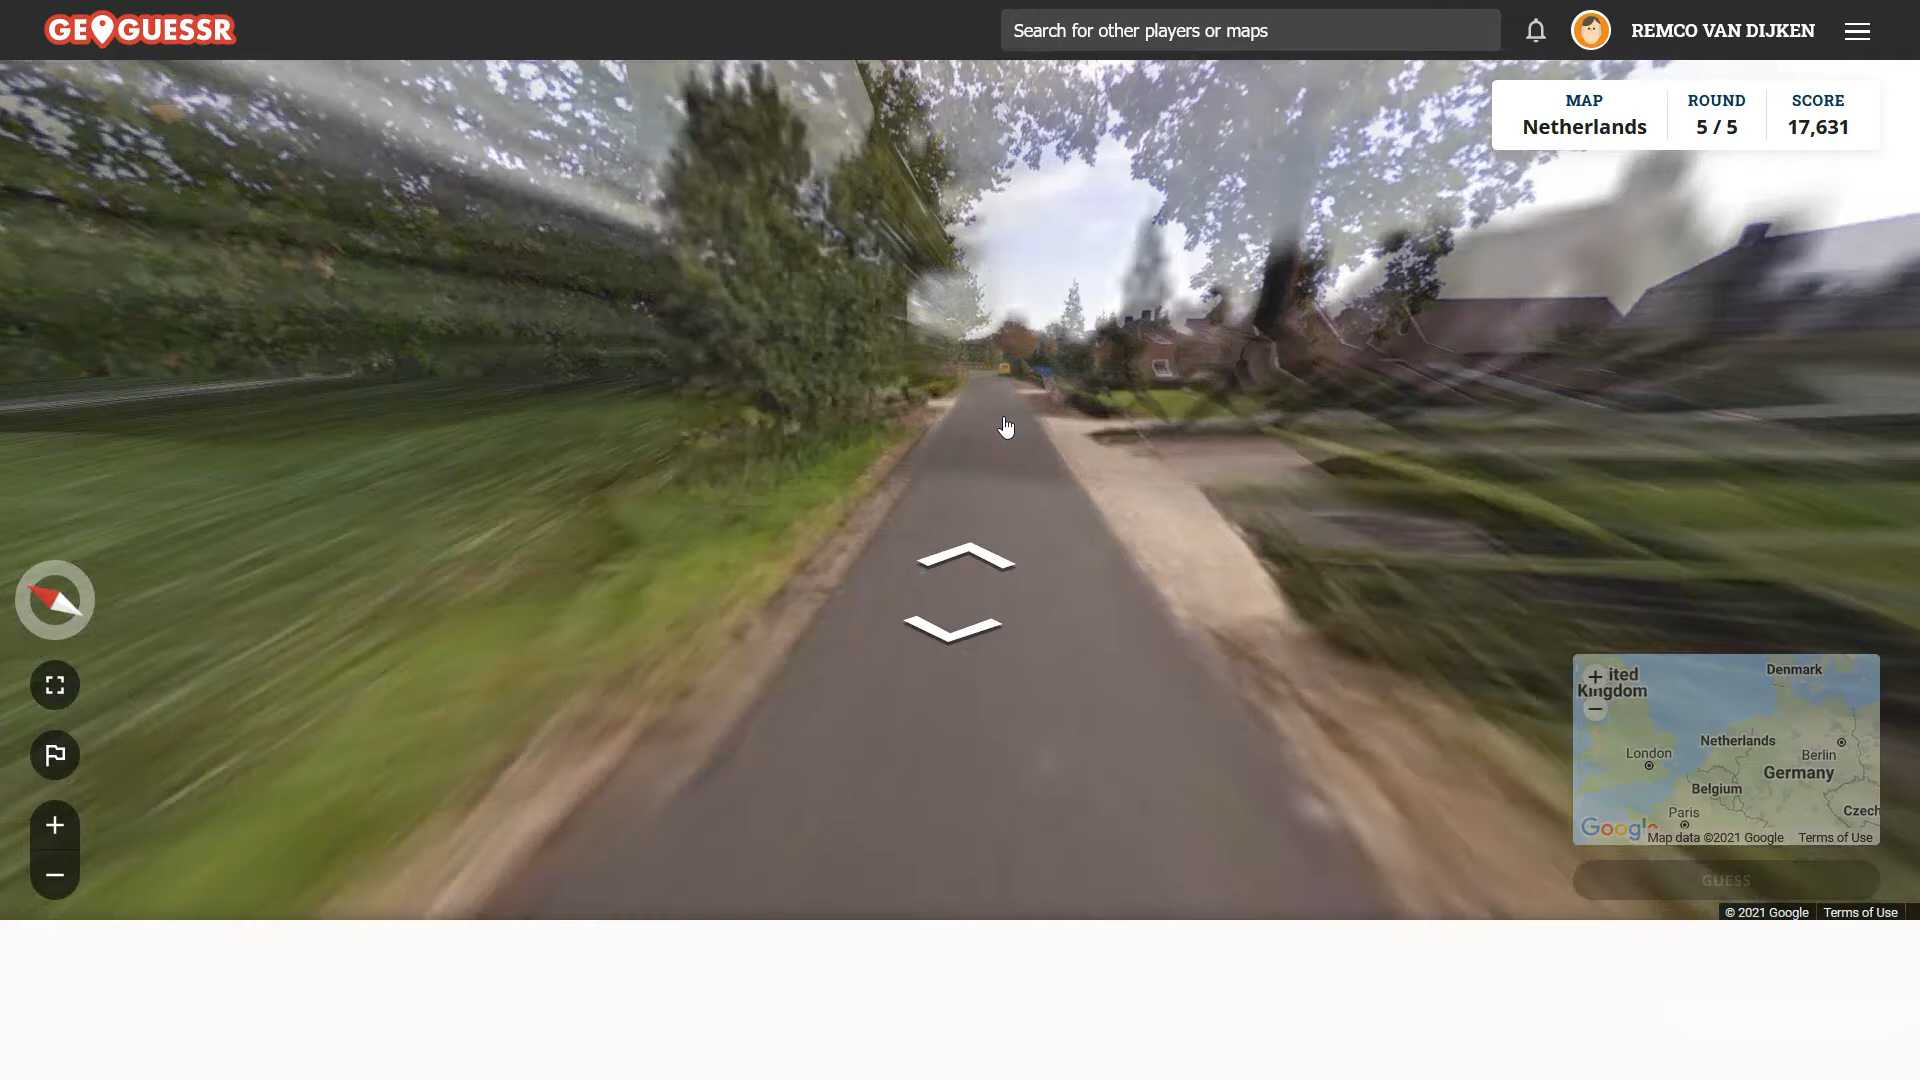 GEOGUESSR
Search for other players or maps
REMCO VAN DIJKEN
MAP
Netherlands
ROUND
5 / 5
SCORE
17,631
Denmark
ited
Kingdom
Netherlands
London
Berlin
Germany
Belgium
Paris
Czech
Google
Map data ©2021 Google
Terms of Use
GUESS
© 2021 Google
Terms of Use